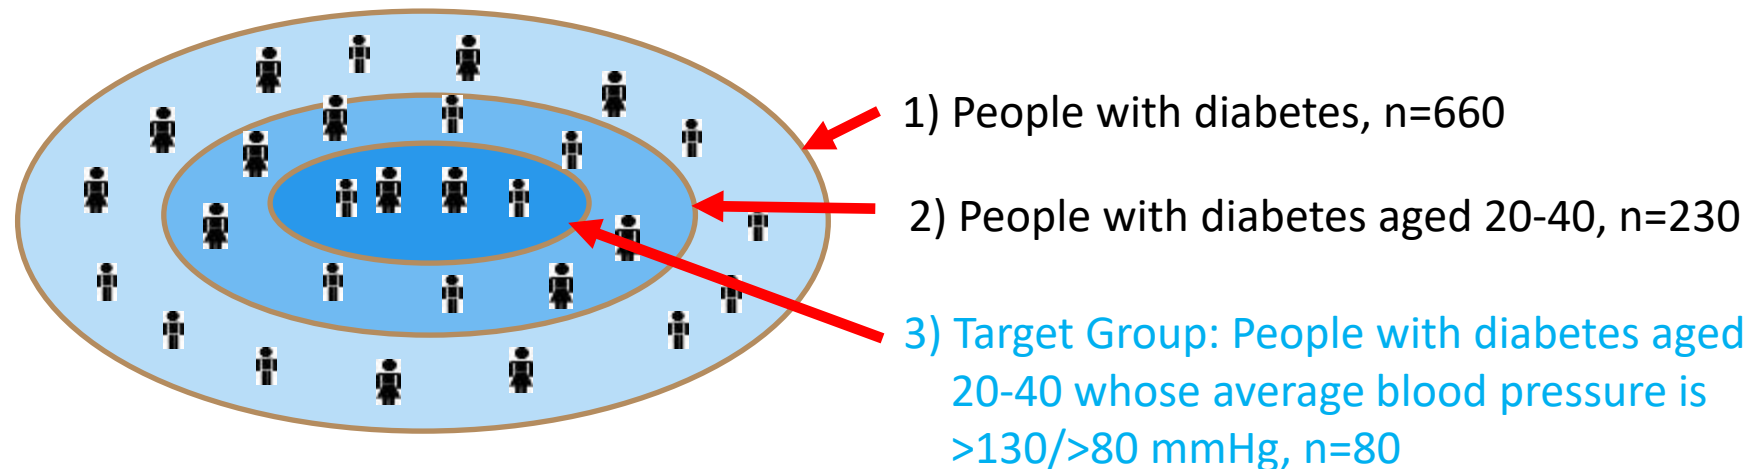 1) People with diabetes, n=660
2) People with diabetes aged 20-40, n=230
3) Target Group: People with diabetes aged
20-40 whose average blood pressure is
>130/>80 mmHg, n=80